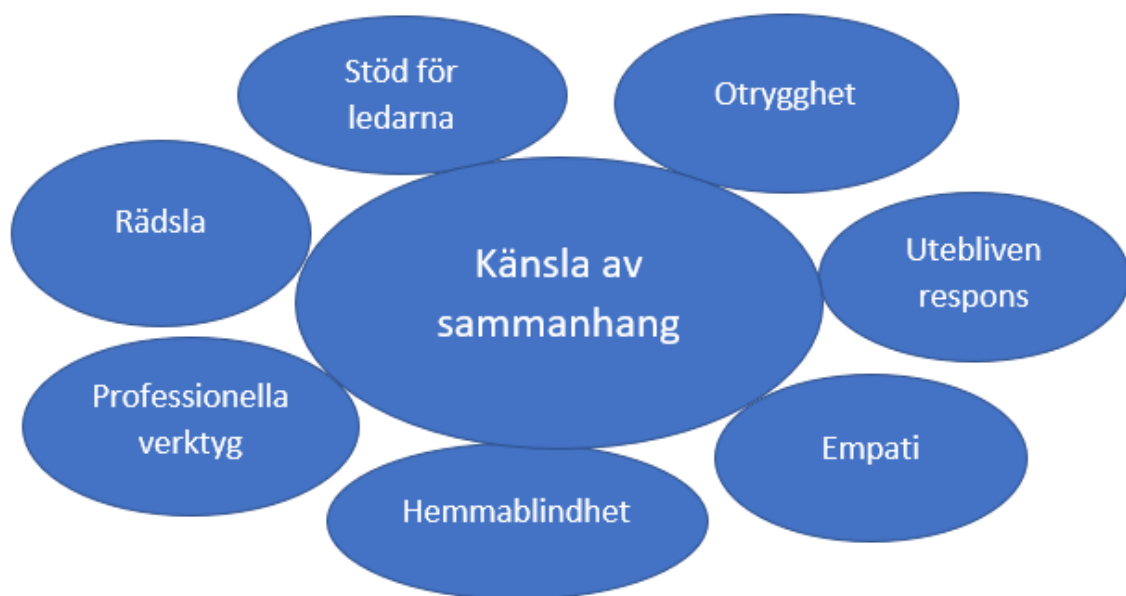 Stöd för
ledarna
Otrygghet
Rädsla
Utebliven
respons
Känsla av
sammanhang
Professionella
verktyg
Empati
Hemmablindhet